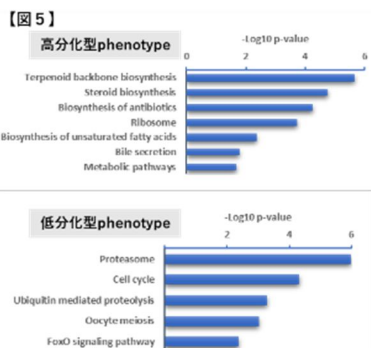 【図５】
高分化型phenotype
-Log10 p-value
0 2 4 6
Terpenoid backbone biosynthesis
Steroid biosynthesis
Biosynthesis of antibiotics
Ribosome
Biosynthesis of unsaturated fatty acids
Bile secretion
Metabolic pathways
低分化型phenotype
-Log10 p-value
2 4 6
Proteasome
Cell cycle
Ubiquitin mediated proteolysis
Oocyte meiosis
FoxO signaling pathway